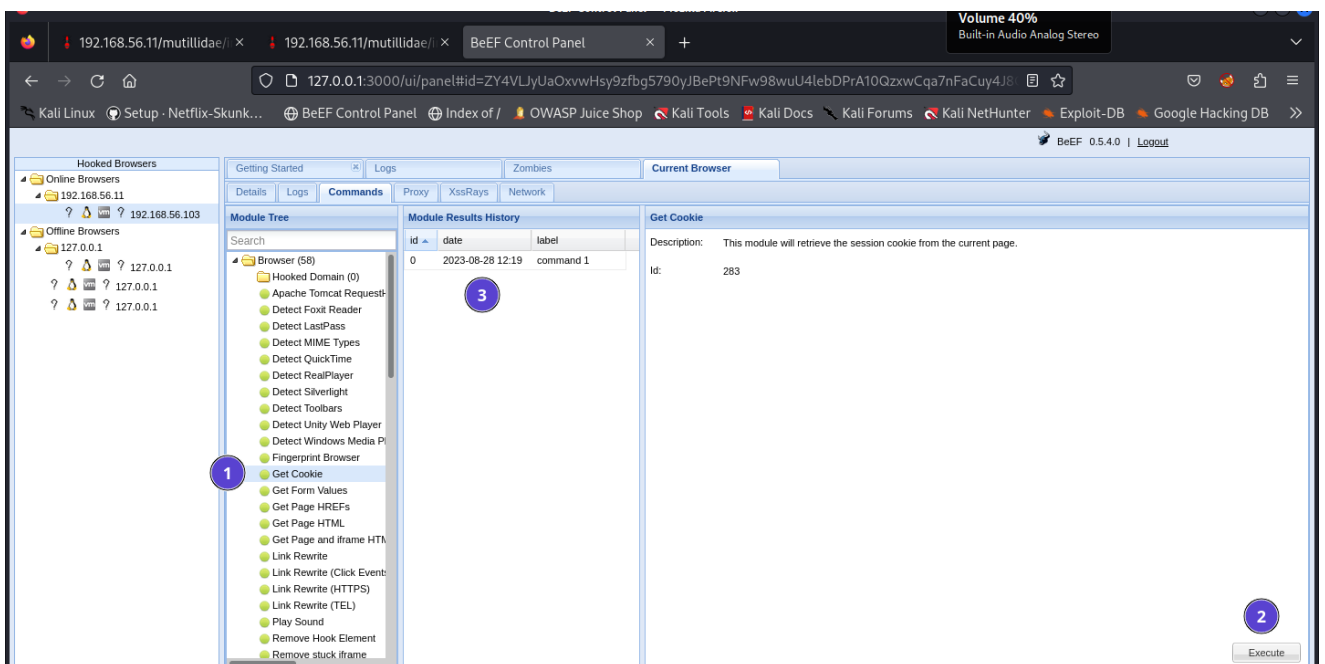 Volume 40%
Built-in Audio Analog Stereo
192.168.56.11/mutillidae/i
192.168.56.11/mutillidae/i
BeEF Control Panel
127.0.0.1:3000/ui/panel#id=ZY4VLJyUaOxvwHsy9zfbg5790yJBePt9NFw98wuU4lebDPrA10QzxwCqa7nFaCuy4J8
Kali Linux Setup · Netflix-Skunk... BeEF Control Panel Index of / OWASP Juice Shop Kali Tools Kali Docs Kali Forums Kali NetHunter Exploit-DB Google Hacking DB
BeEF 0.5.4.0 | Logout
Hooked Browsers
Online Browsers
192.168.56.11
? vm ? 192.168.56.103
Offline Browsers
127.0.0.1
? vm ? 127.0.0.1
? vm ? 127.0.0.1
? vm ? 127.0.0.1
Getting Started Logs Zombies Current Browser
Details Logs Commands Proxy XssRays Network
Module Tree
Search
Browser (58)
Hooked Domain (0)
Apache Tomcat RequestH
Detect Foxit Reader
Detect LastPass
Detect MIME Types
Detect QuickTime
Detect RealPlayer
Detect Silverlight
Detect Toolbars
Detect Unity Web Player
Detect Windows Media Pl
Fingerprint Browser
1
Get Cookie
Get Form Values
Get Page HREFs
Get Page HTML
Get Page and iframe HTM
Link Rewrite
Link Rewrite (Click Events
Link Rewrite (HTTPS)
Link Rewrite (TEL)
Play Sound
Remove Hook Element
Remove stuck iframe
Module Results History
id date label
0 2023-08-28 12:19 command 1
3
Get Cookie
Description: This module will retrieve the session cookie from the current page.
Id: 283
2
Execute